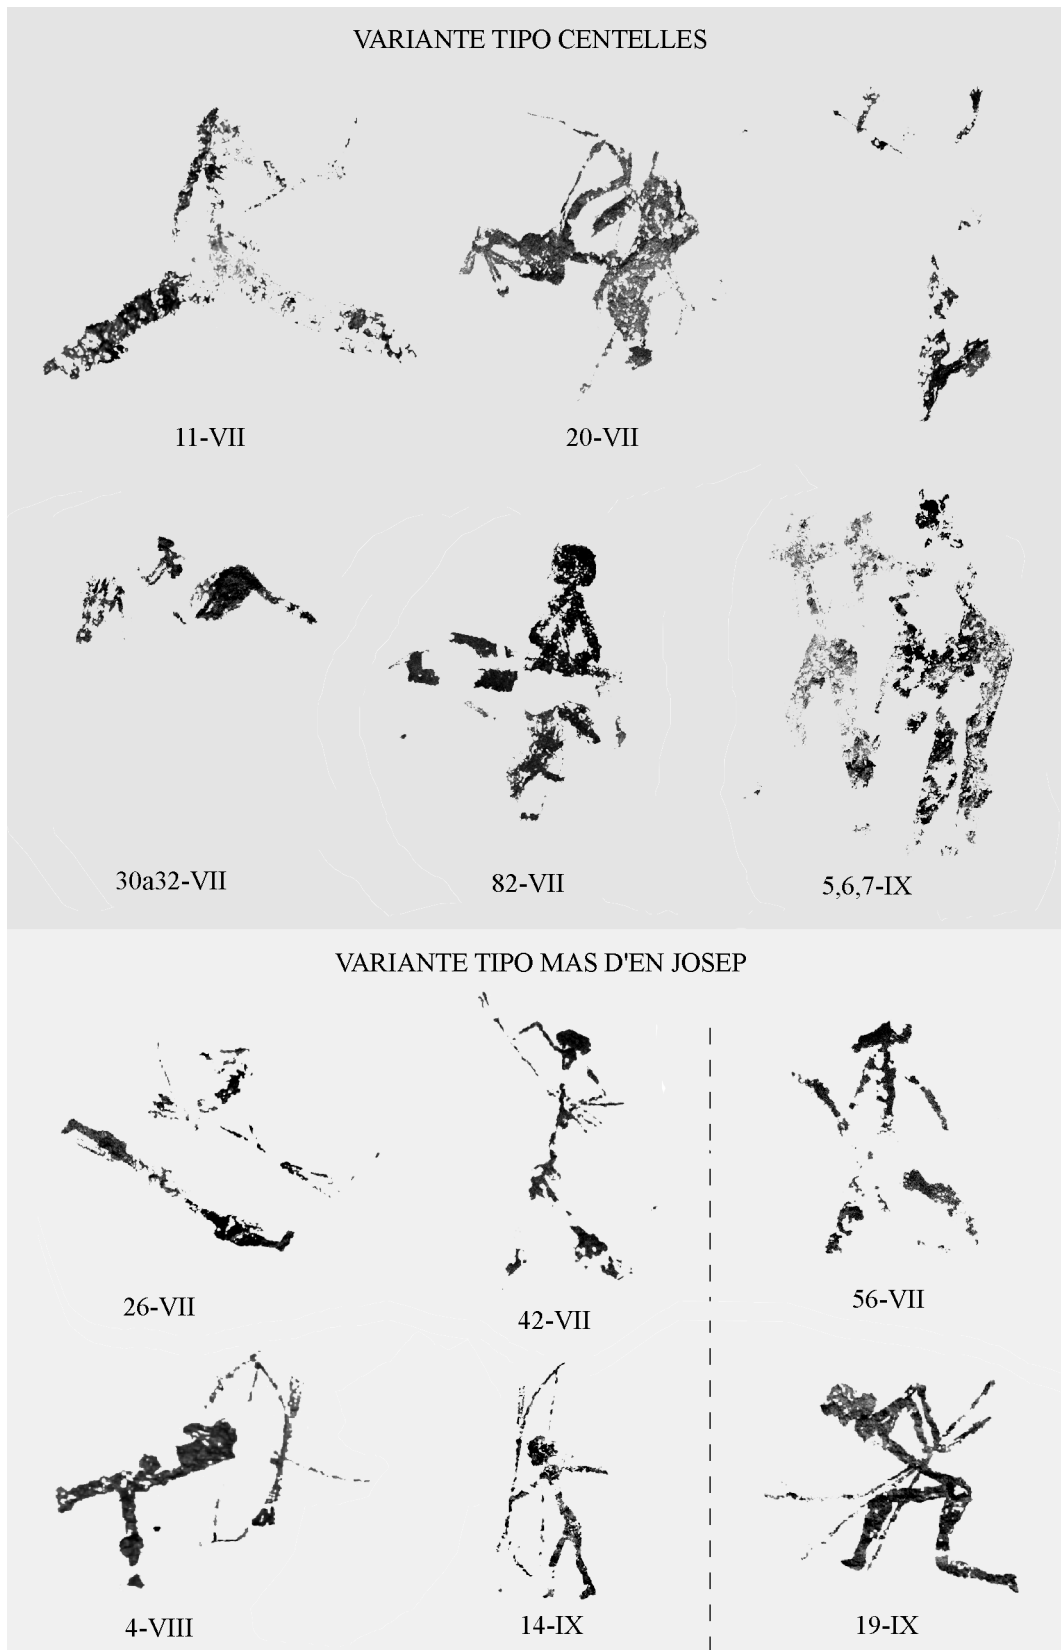 VARIANTE TIPO CENTELLES
11-VII
20-VII
30a32-VII
82-VII
5,6,7-IX
VARIANTE TIPO MAS D'EN JOSEP
26-VII
42-VII
56-VII
4-VIII
14-IX
19-IX